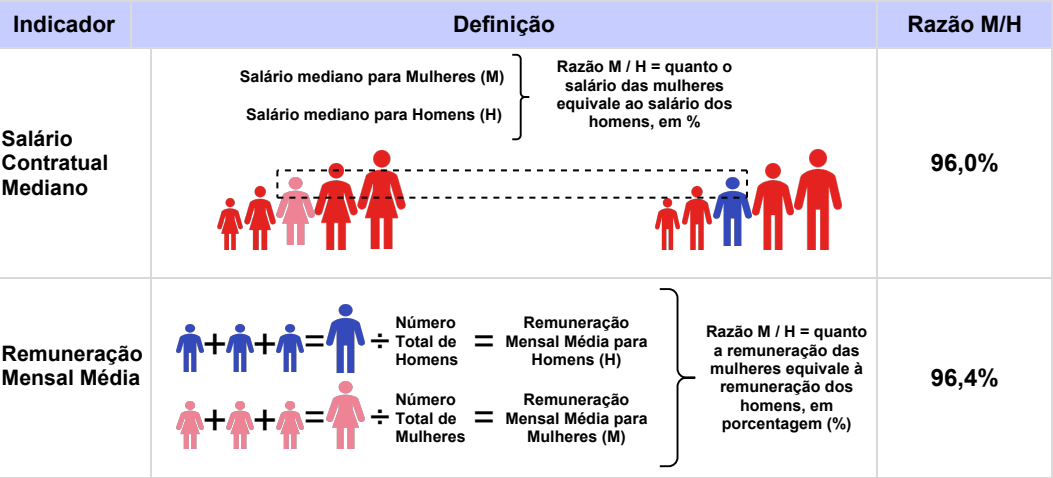 Indicador
Definição
Razão M/H
Salário
Contratual
Mediano
Salário mediano para Mulheres (M)
Salário mediano para Homens (H)
Razão M / H = quanto o
salário das mulheres
equivale ao salário dos
homens, em %
96,0%
Remuneração
Mensal Média
+ + = ÷
Número
Total de
Homens
=
Remuneração
Mensal Média para
Homens (H)
+ + = ÷
Número
Total de
Mulheres
=
Remuneração
Mensal Média para
Mulheres (M)
Razão M / H = quanto
a remuneração das
mulheres equivale à
remuneração dos
homens, em
porcentagem (%)
96,4%